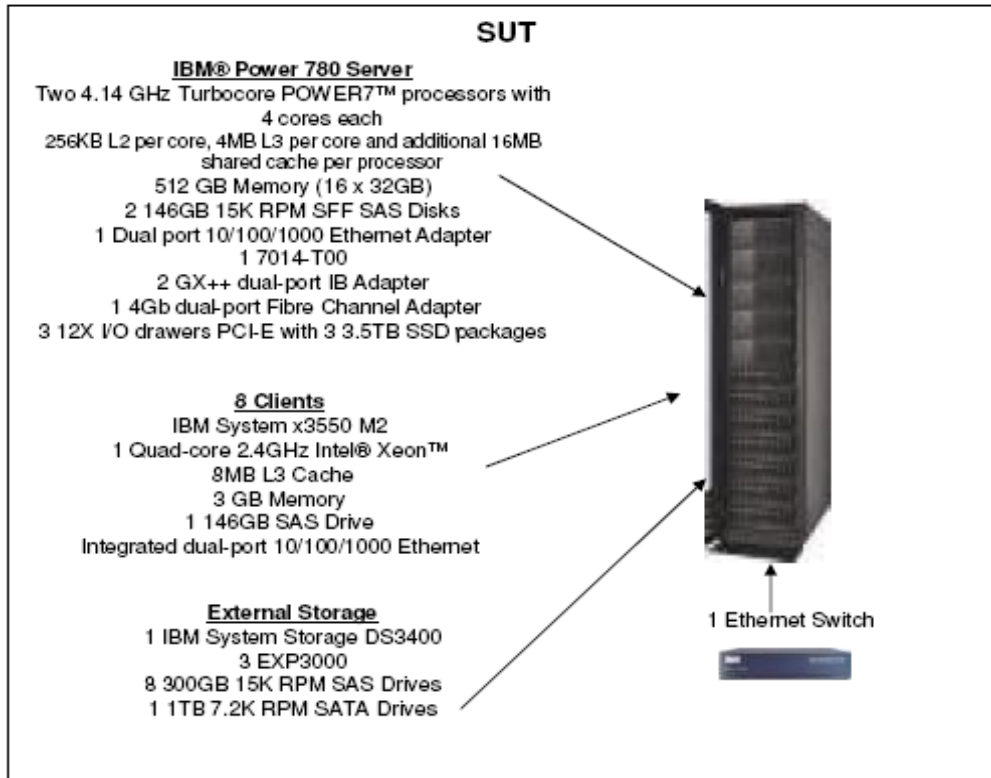 SUT
IBM® Power 780 Server
Two 4.14 GHz Turbocore POWER7™ processors with
4 cores each
256KB L2 per core, 4MB L3 per core and additional 16MB
shared cache per processor
512 GB Memory (16 x 32GB)
2 146GB 15K RPM SFF SAS Disks
1 Dual port 10/100/1000 Ethernet Adapter
1 7014-T00
2 GX++ dual-port IB Adapter
1 4Gb dual-port Fibre Channel Adapter
3 12X I/O drawers PCI-E with 3 3.5TB SSD packages
8 Clients
IBM System x3550 M2
1 Quad-core 2.4GHz Intel® Xeon™
8MB L3 Cache
3 GB Memory
1 146GB SAS Drive
Integrated dual-port 10/100/1000 Ethernet
External Storage
1 IBM System Storage DS3400
3 EXP3000
8 300GB 15K RPM SAS Drives
1 1TB 7.2K RPM SATA Drives
1 Ethernet Switch